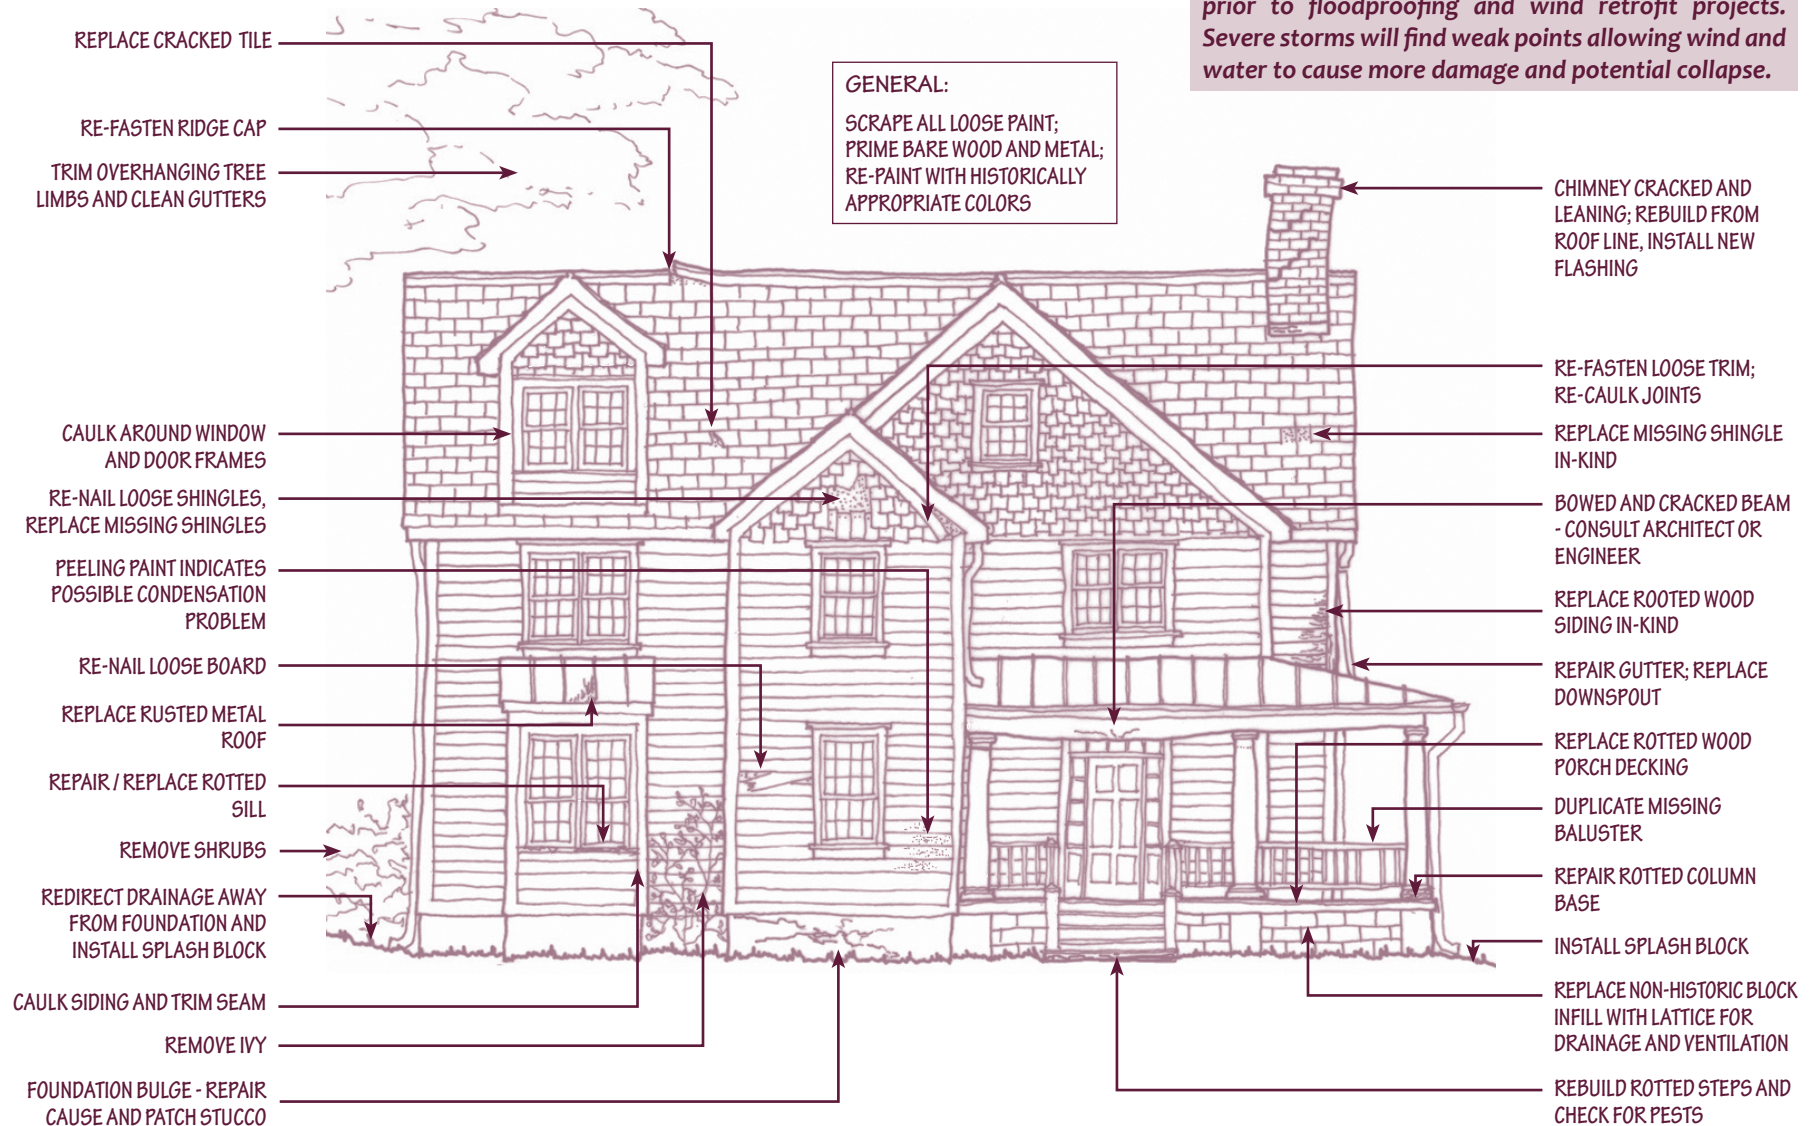 prior to floodproofing and wind retrofit projects.
Severe storms will find weak points allowing wind and
water to cause more damage and potential collapse.
GENERAL:
SCRAPE ALL LOOSE PAINT;
PRIME BARE WOOD AND METAL;
RE-PAINT WITH HISTORICALLY
APPROPRIATE COLORS
REPLACE CRACKED TILE
RE-FASTEN RIDGE CAP
TRIM OVERHANGING TREE
LIMBS AND CLEAN GUTTERS
CAULK AROUND WINDOW
AND DOOR FRAMES
RE-NAIL LOOSE SHINGLES,
REPLACE MISSING SHINGLES
PEELING PAINT INDICATES
POSSIBLE CONDENSATION
PROBLEM
RE-NAIL LOOSE BOARD
REPLACE RUSTED METAL
ROOF
REPAIR / REPLACE ROTTED
SILL
REMOVE SHRUBS
REDIRECT DRAINAGE AWAY
FROM FOUNDATION AND
INSTALL SPLASH BLOCK
CAULK SIDING AND TRIM SEAM
REMOVE IVY
FOUNDATION BULGE - REPAIR
CAUSE AND PATCH STUCCO
CHIMNEY CRACKED AND
LEANING; REBUILD FROM
ROOF LINE, INSTALL NEW
FLASHING
RE-FASTEN LOOSE TRIM;
RE-CAULK JOINTS
REPLACE MISSING SHINGLE
IN-KIND
BOWED AND CRACKED BEAM
- CONSULT ARCHITECT OR
ENGINEER
REPLACE ROOTED WOOD
SIDING IN-KIND
REPAIR GUTTER; REPLACE
DOWNSPOUT
REPLACE ROTTED WOOD
PORCH DECKING
DUPLICATE MISSING
BALUSTER
REPAIR ROTTED COLUMN
BASE
INSTALL SPLASH BLOCK
REPLACE NON-HISTORIC BLOCK
INFILL WITH LATTICE FOR
DRAINAGE AND VENTILATION
REBUILD ROTTED STEPS AND
CHECK FOR PESTS